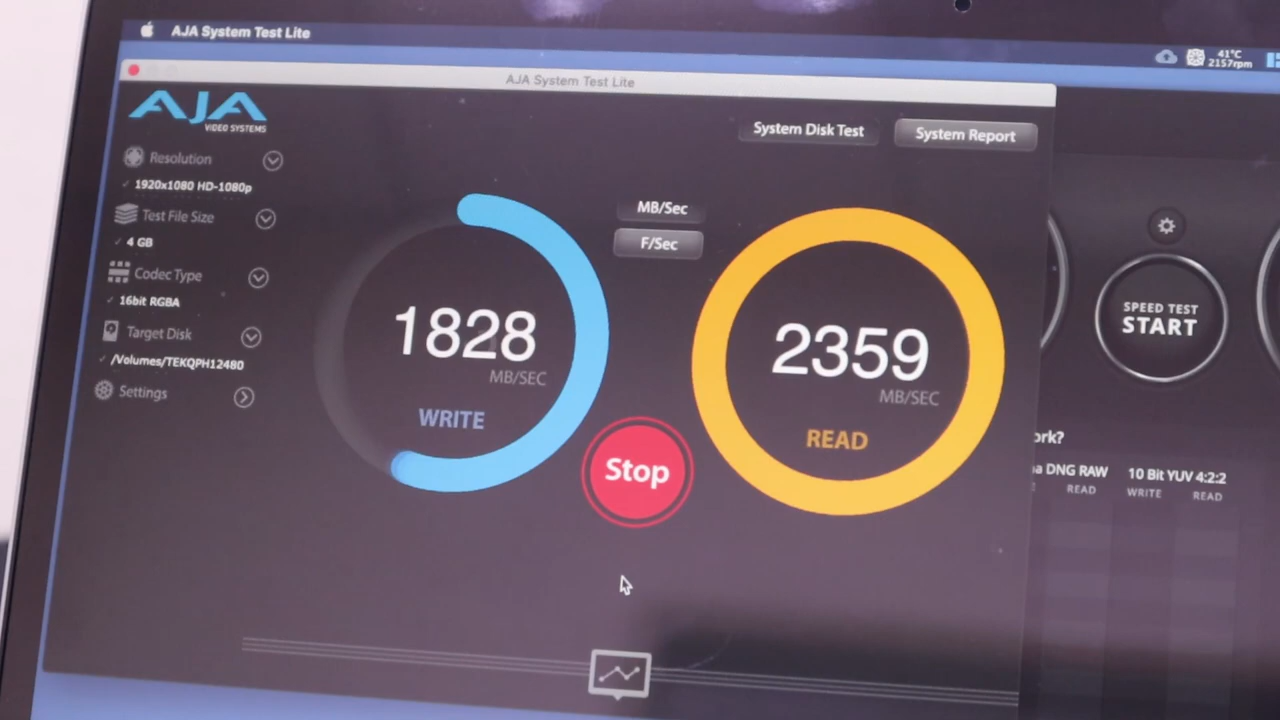 AJA System Test Lite
41°C
2157rpm
AJA System Test Lite
AJA
VIDEO SYSTEMS
System Disk Test
System Report
Resolution
1920x1080 HD-1080p
Test File Size
4 GB
Codec Type
16bit RGBA
Target Disk
/Volumes/TEKQPH12480
Settings
MB/Sec
F/Sec
1828
MB/SEC
WRITE
2359
MB/SEC
READ
Stop
SPEED TEST
START
ork?
a DNG RAW
10 Bit YUV 4:2:2
READ
WRITE
READ